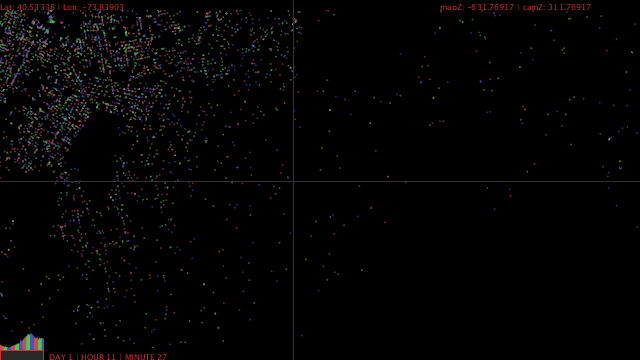 Lat: 40.51338 | Lon: -73.83903
mapZ: -631.76917 | camZ: 311.76917
DAY 1 | HOUR 11 | MINUTE 27